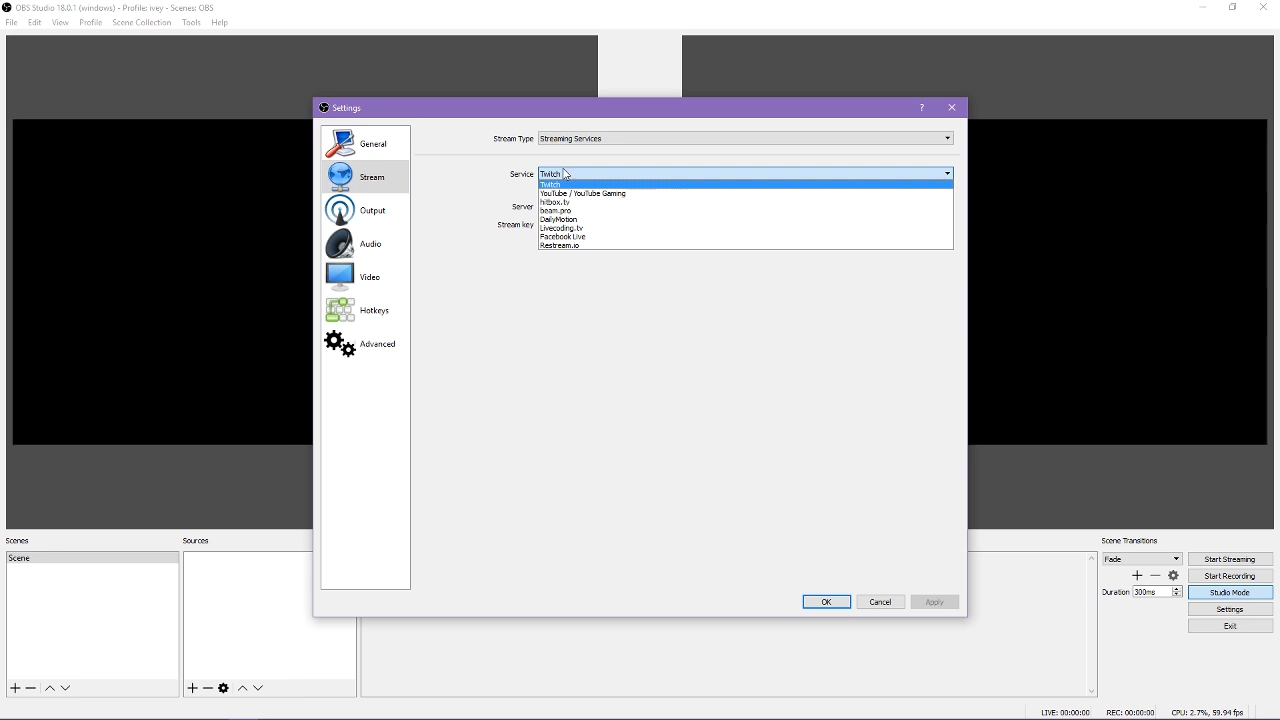 OBS Studio 18.0.1 (windows) - Profile: ivey - Scenes: OBS
File Edit View Profile Scene Collection Tools Help
Settings
?
General
Stream
Output
Audio
Video
Hotkeys
Advanced
Stream Type Streaming Services
Service Twitch
Twitch
YouTube / YouTube Gaming
hitbox.tv
beam.pro
DailyMotion
Livecoding.tv
Facebook Live
Restream.io
Server
Stream key
OK Cancel Apply
Scenes
Scene
Sources
Scene Transitions
Fade
Duration 300ms
Start Streaming
Start Recording
Studio Mode
Settings
Exit
LIVE: 00:00:00 REC: 00:00:00 CPU: 2.7%, 59.94 fps